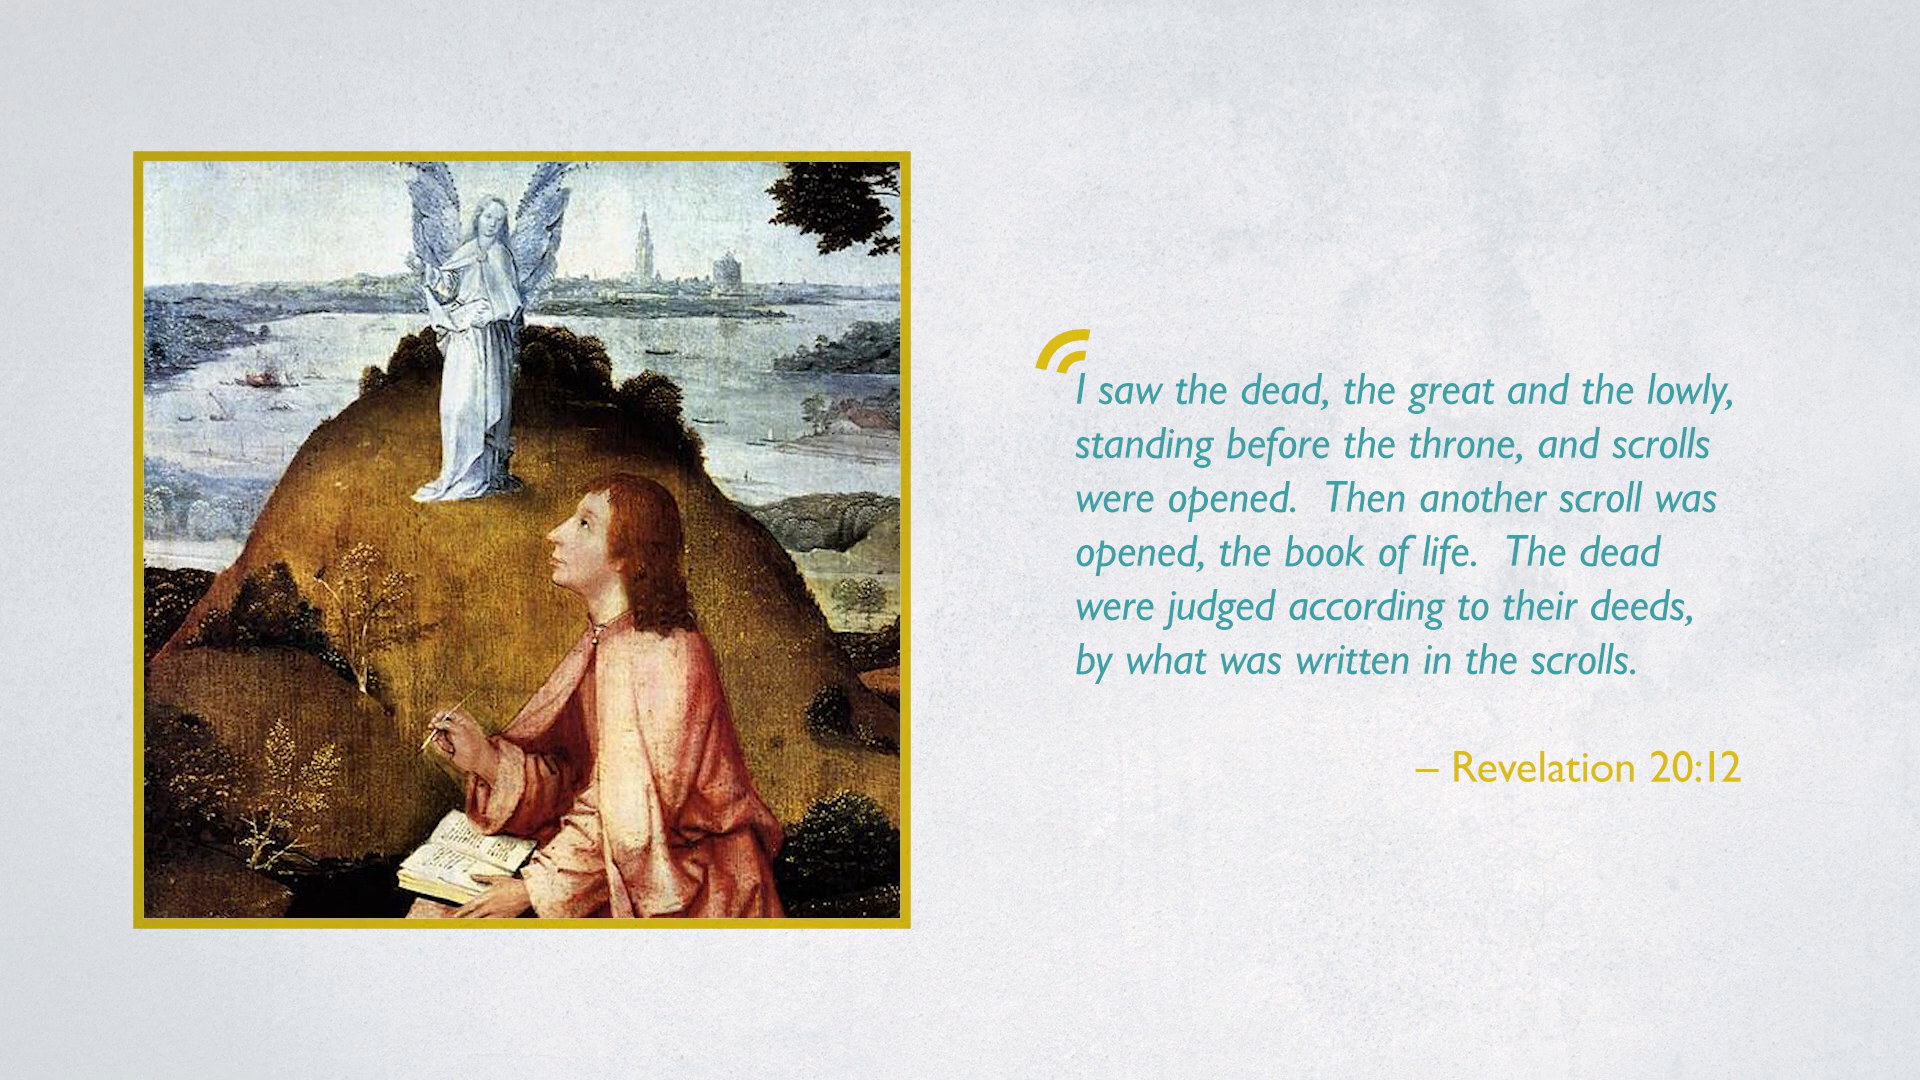 I saw the dead, the great and the lowly,
standing before the throne, and scrolls
were opened.  Then another scroll was
opened, the book of life.  The dead
were judged according to their deeds,
by what was written in the scrolls.
– Revelation 20:12